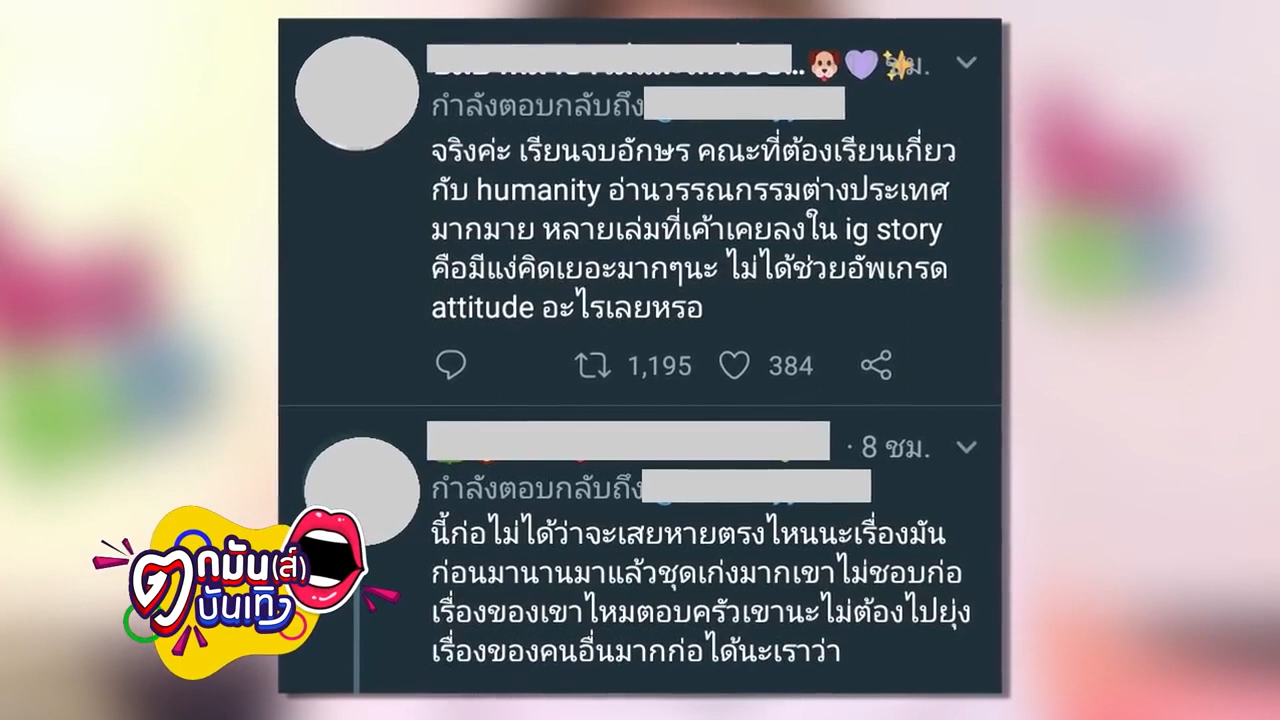 ชม.
กำลังตอบกลับถึง
จริงค่ะ เรียนจบอักษร คณะที่ต้องเรียนเกี่ยว
กับ humanity อ่านวรรณกรรมต่างประเทศ
มากมาย หลายเล่มที่เค้าเคยลงใน ig story
คือมีแง่คิดเยอะมากๆนะ ไม่ได้ช่วยอัพเกรด
attitude อะไรเลยหรอ
1,195 384
· 8 ชม.
กำลังตอบกลับถึง
นี้ก่อไม่ได้ว่าจะเสยหายตรงไหนนะเรื่องมัน
ก่อนมานานมาแล้วชุดเก่งมากเขาไม่ชอบก่อ
เรื่องของเขาไหมตอบครัวเขานะไม่ต้องไปยุ่ง
เรื่องของคนอื่นมากก่อได้นะเราว่า
ตกมัน(ส์)
บันเทิง